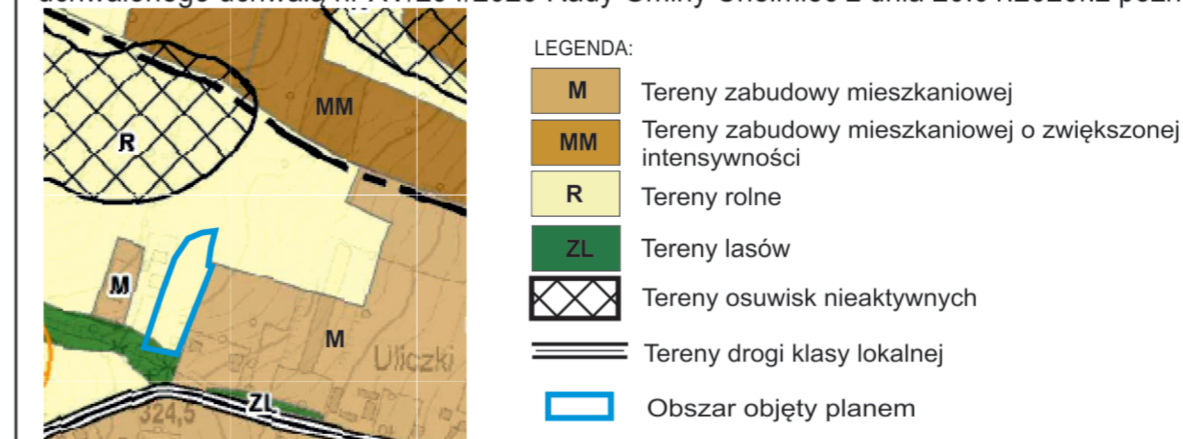 MM
R
M
M
Uliczki
ZL
324,5
LEGENDA:
M Tereny zabudowy mieszkaniowej
MM Tereny zabudowy mieszkaniowej o zwiększonej
intensywności
R Tereny rolne
ZL Tereny lasów
Tereny osuwisk nieaktywnych
Tereny drogi klasy lokalnej
Obszar objęty planem